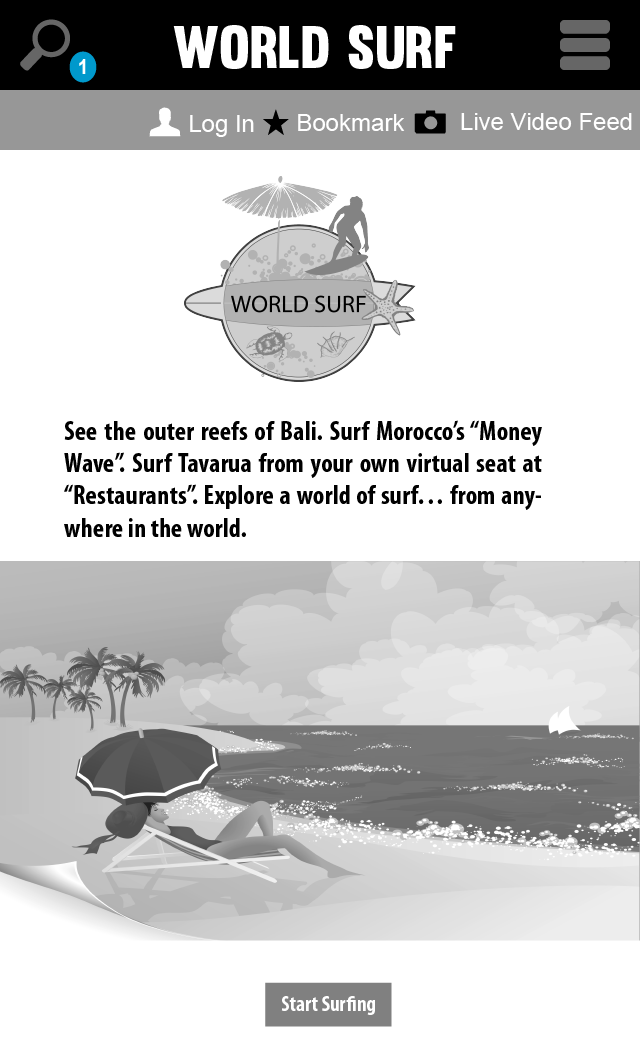 1
WORLD SURF
Log In Bookmark Live Video Feed
WORLD SURF
See the outer reefs of Bali. Surf Morocco’s “Money
Wave”. Surf Tavarua from your own virtual seat at
“Restaurants”. Explore a world of surf… from any-
where in the world.
Start Surfing